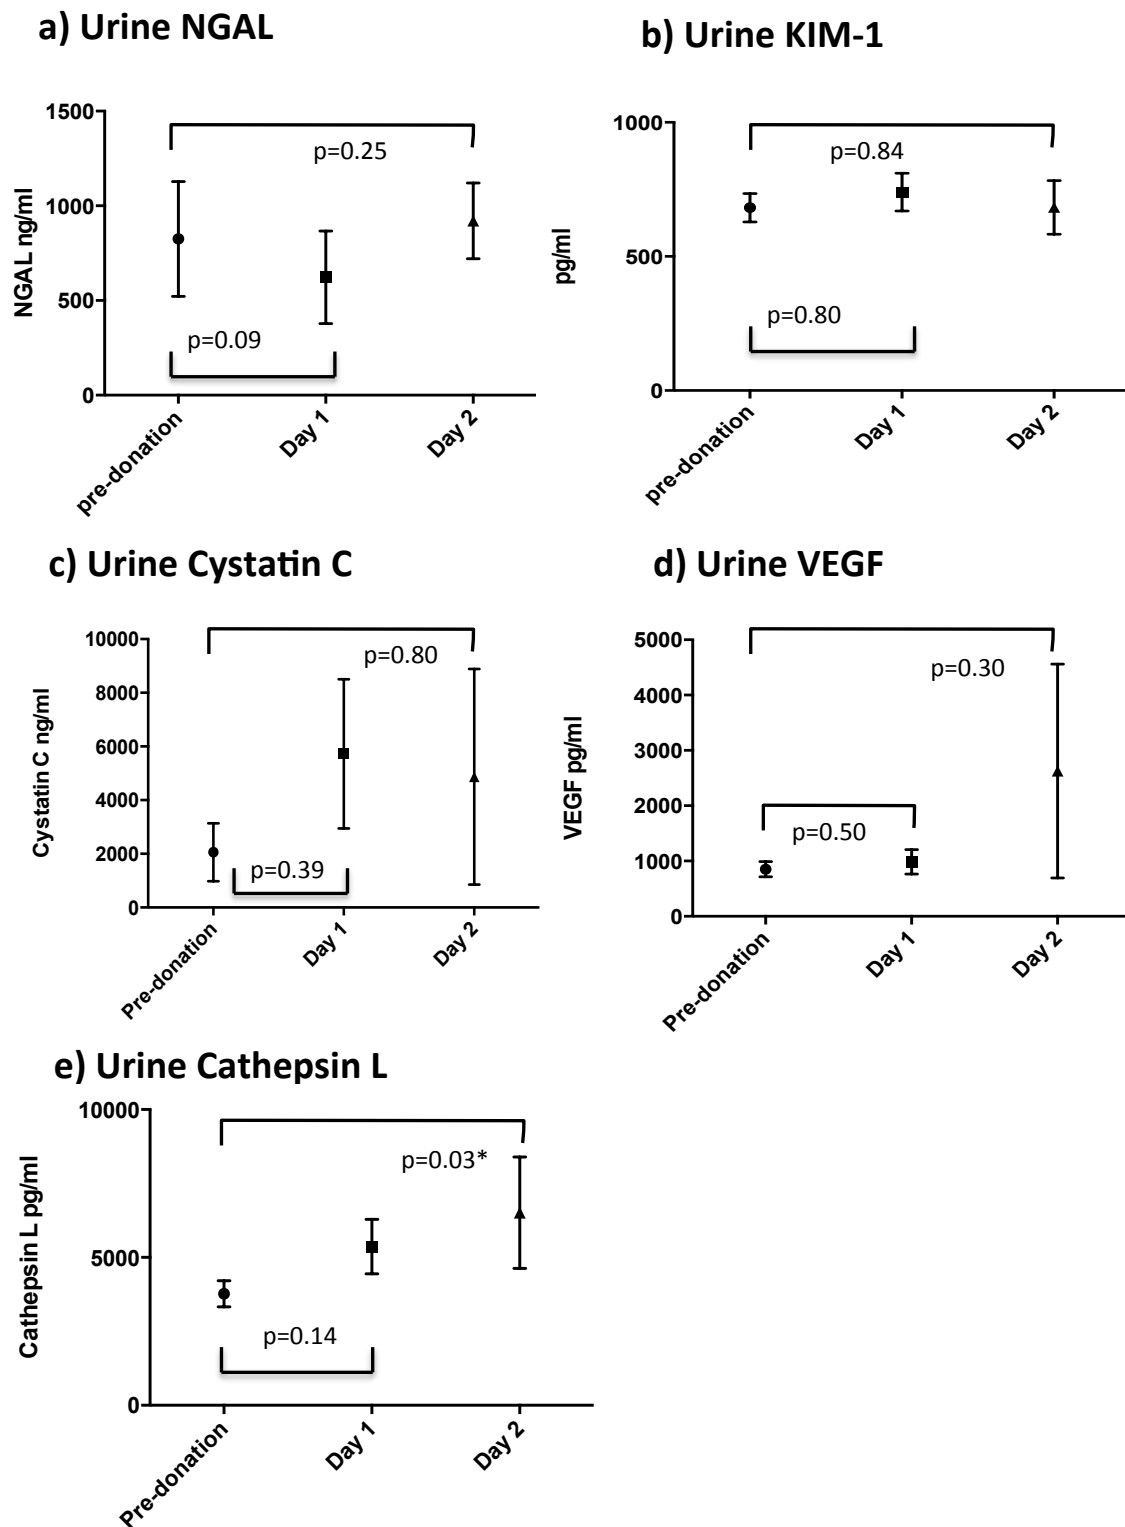 a) Urine NGAL
NGAL ng/ml
1500
1000
500
0
p=0.25
p=0.09
pre-donation
Day 1
Day 2
b) Urine KIM-1
pg/ml
1000
500
0
p=0.84
p=0.80
pre-donation
Day 1
Day 2
c) Urine Cystatin C
Cystatin C ng/ml
10000
8000
6000
4000
2000
0
p=0.80
p=0.39
Pre-donation
Day 1
Day 2
d) Urine VEGF
VEGF pg/ml
5000
4000
3000
2000
1000
0
p=0.30
p=0.50
Pre-donation
Day 1
Day 2
e) Urine Cathepsin L
Cathepsin L pg/ml
10000
5000
0
p=0.03*
p=0.14
Pre-donation
Day 1
Day 2